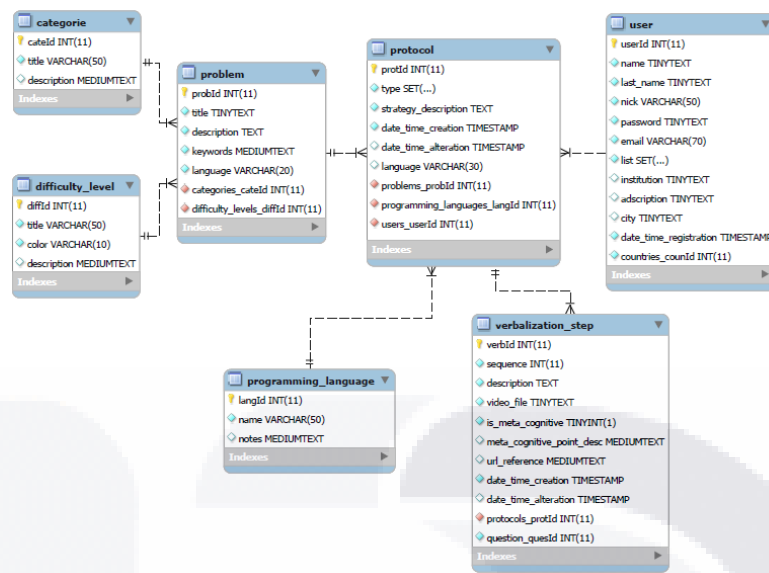 categorie
cateId INT(11)
title VARCHAR(50)
description MEDIUMTEXT
Indexes
difficulty_level
diffId INT(11)
title VARCHAR(50)
color VARCHAR(10)
description MEDIUMTEXT
Indexes
problem
probId INT(11)
title TINYTEXT
description TEXT
keywords MEDIUMTEXT
language VARCHAR(20)
categories_cateId INT(11)
difficulty_levels_diffId INT(11)
Indexes
protocol
protId INT(11)
type SET(...)
strategy_description TEXT
date_time_creation TIMESTAMP
date_time_alteration TIMESTAMP
language VARCHAR(30)
problems_probId INT(11)
programming_languages_langId INT(11)
users_userId INT(11)
Indexes
user
userId INT(11)
name TINYTEXT
last_name TINYTEXT
nick VARCHAR(50)
password TINYTEXT
email VARCHAR(70)
list SET(...)
institution TINYTEXT
adscription TINYTEXT
city TINYTEXT
date_time_registration TIMESTAMP
countries_counId INT(11)
Indexes
programming_language
langId INT(11)
name VARCHAR(50)
notes MEDIUMTEXT
Indexes
verbalization_step
verbId INT(11)
sequence INT(11)
description TEXT
video_file TINYTEXT
is_meta_cognitive TINYINT(1)
meta_cognitive_point_desc MEDIUMTEXT
url_reference MEDIUMTEXT
date_time_creation TIMESTAMP
date_time_alteration TIMESTAMP
protocols_protId INT(11)
question_quesId INT(11)
Indexes